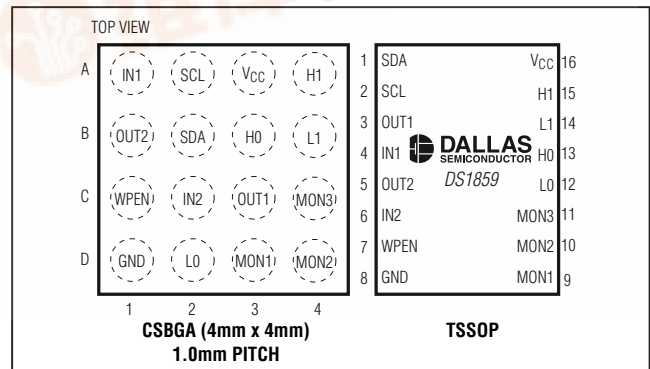 TOP VIEW
A IN1 SCL VCC H1
B OUT2 SDA H0 L1
C WPEN IN2 OUT1 MON3
D GND L0 MON1 MON2
1 2 3 4
CSBGA (4mm x 4mm)
1.0mm PITCH
1 SDA VCC 16
2 SCL H1 15
3 OUT1 L1 14
4 IN1 DALLAS SEMICONDUCTOR H0 13
5 OUT2 DS1859 L0 12
6 IN2 MON3 11
7 WPEN MON2 10
8 GND MON1 9
TSSOP